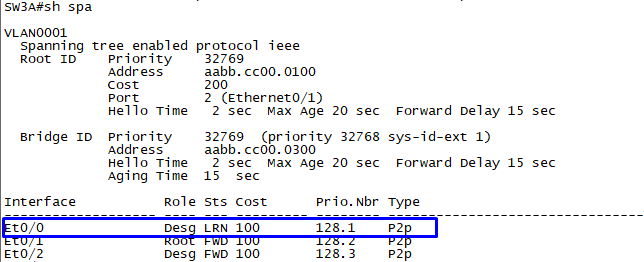 SW3A#sh spa
VLAN0001
Spanning tree enabled protocol ieee
Root ID Priority 32769
Address aabb.cc00.0100
Cost 200
Port 2 (Ethernet0/1)
Hello Time 2 sec Max Age 20 sec Forward Delay 15 sec
Bridge ID Priority 32769 (priority 32768 sys-id-ext 1)
Address aabb.cc00.0300
Hello Time 2 sec Max Age 20 sec Forward Delay 15 sec
Aging Time 15 sec
Interface Role Sts Cost Prio.Nbr Type
------------------- ---- --- --------- -------- --------------------------------
Et0/0 Desg LRN 100 128.1 P2p
Et0/1 Root FWD 100 128.2 P2p
Et0/2 Desg FWD 100 128.3 P2p